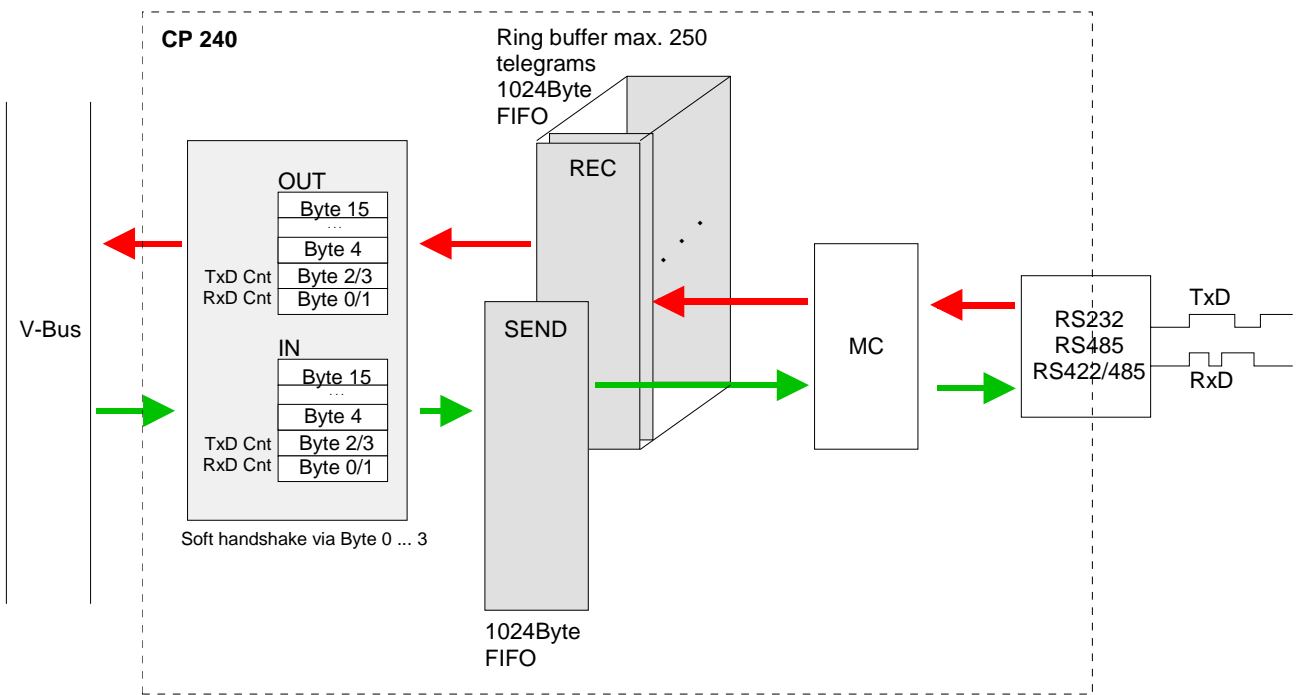 CP 240
Ring buffer max. 250
telegrams
1024Byte
FIFO
REC
OUT
Byte 15
...
Byte 4
TxD Cnt Byte 2/3
RxD Cnt Byte 0/1
V-Bus
SEND
MC
RS232
RS485
RS422/485
TxD
RxD
IN
Byte 15
...
Byte 4
TxD Cnt Byte 2/3
RxD Cnt Byte 0/1
Soft handshake via Byte 0 ... 3
1024Byte
FIFO